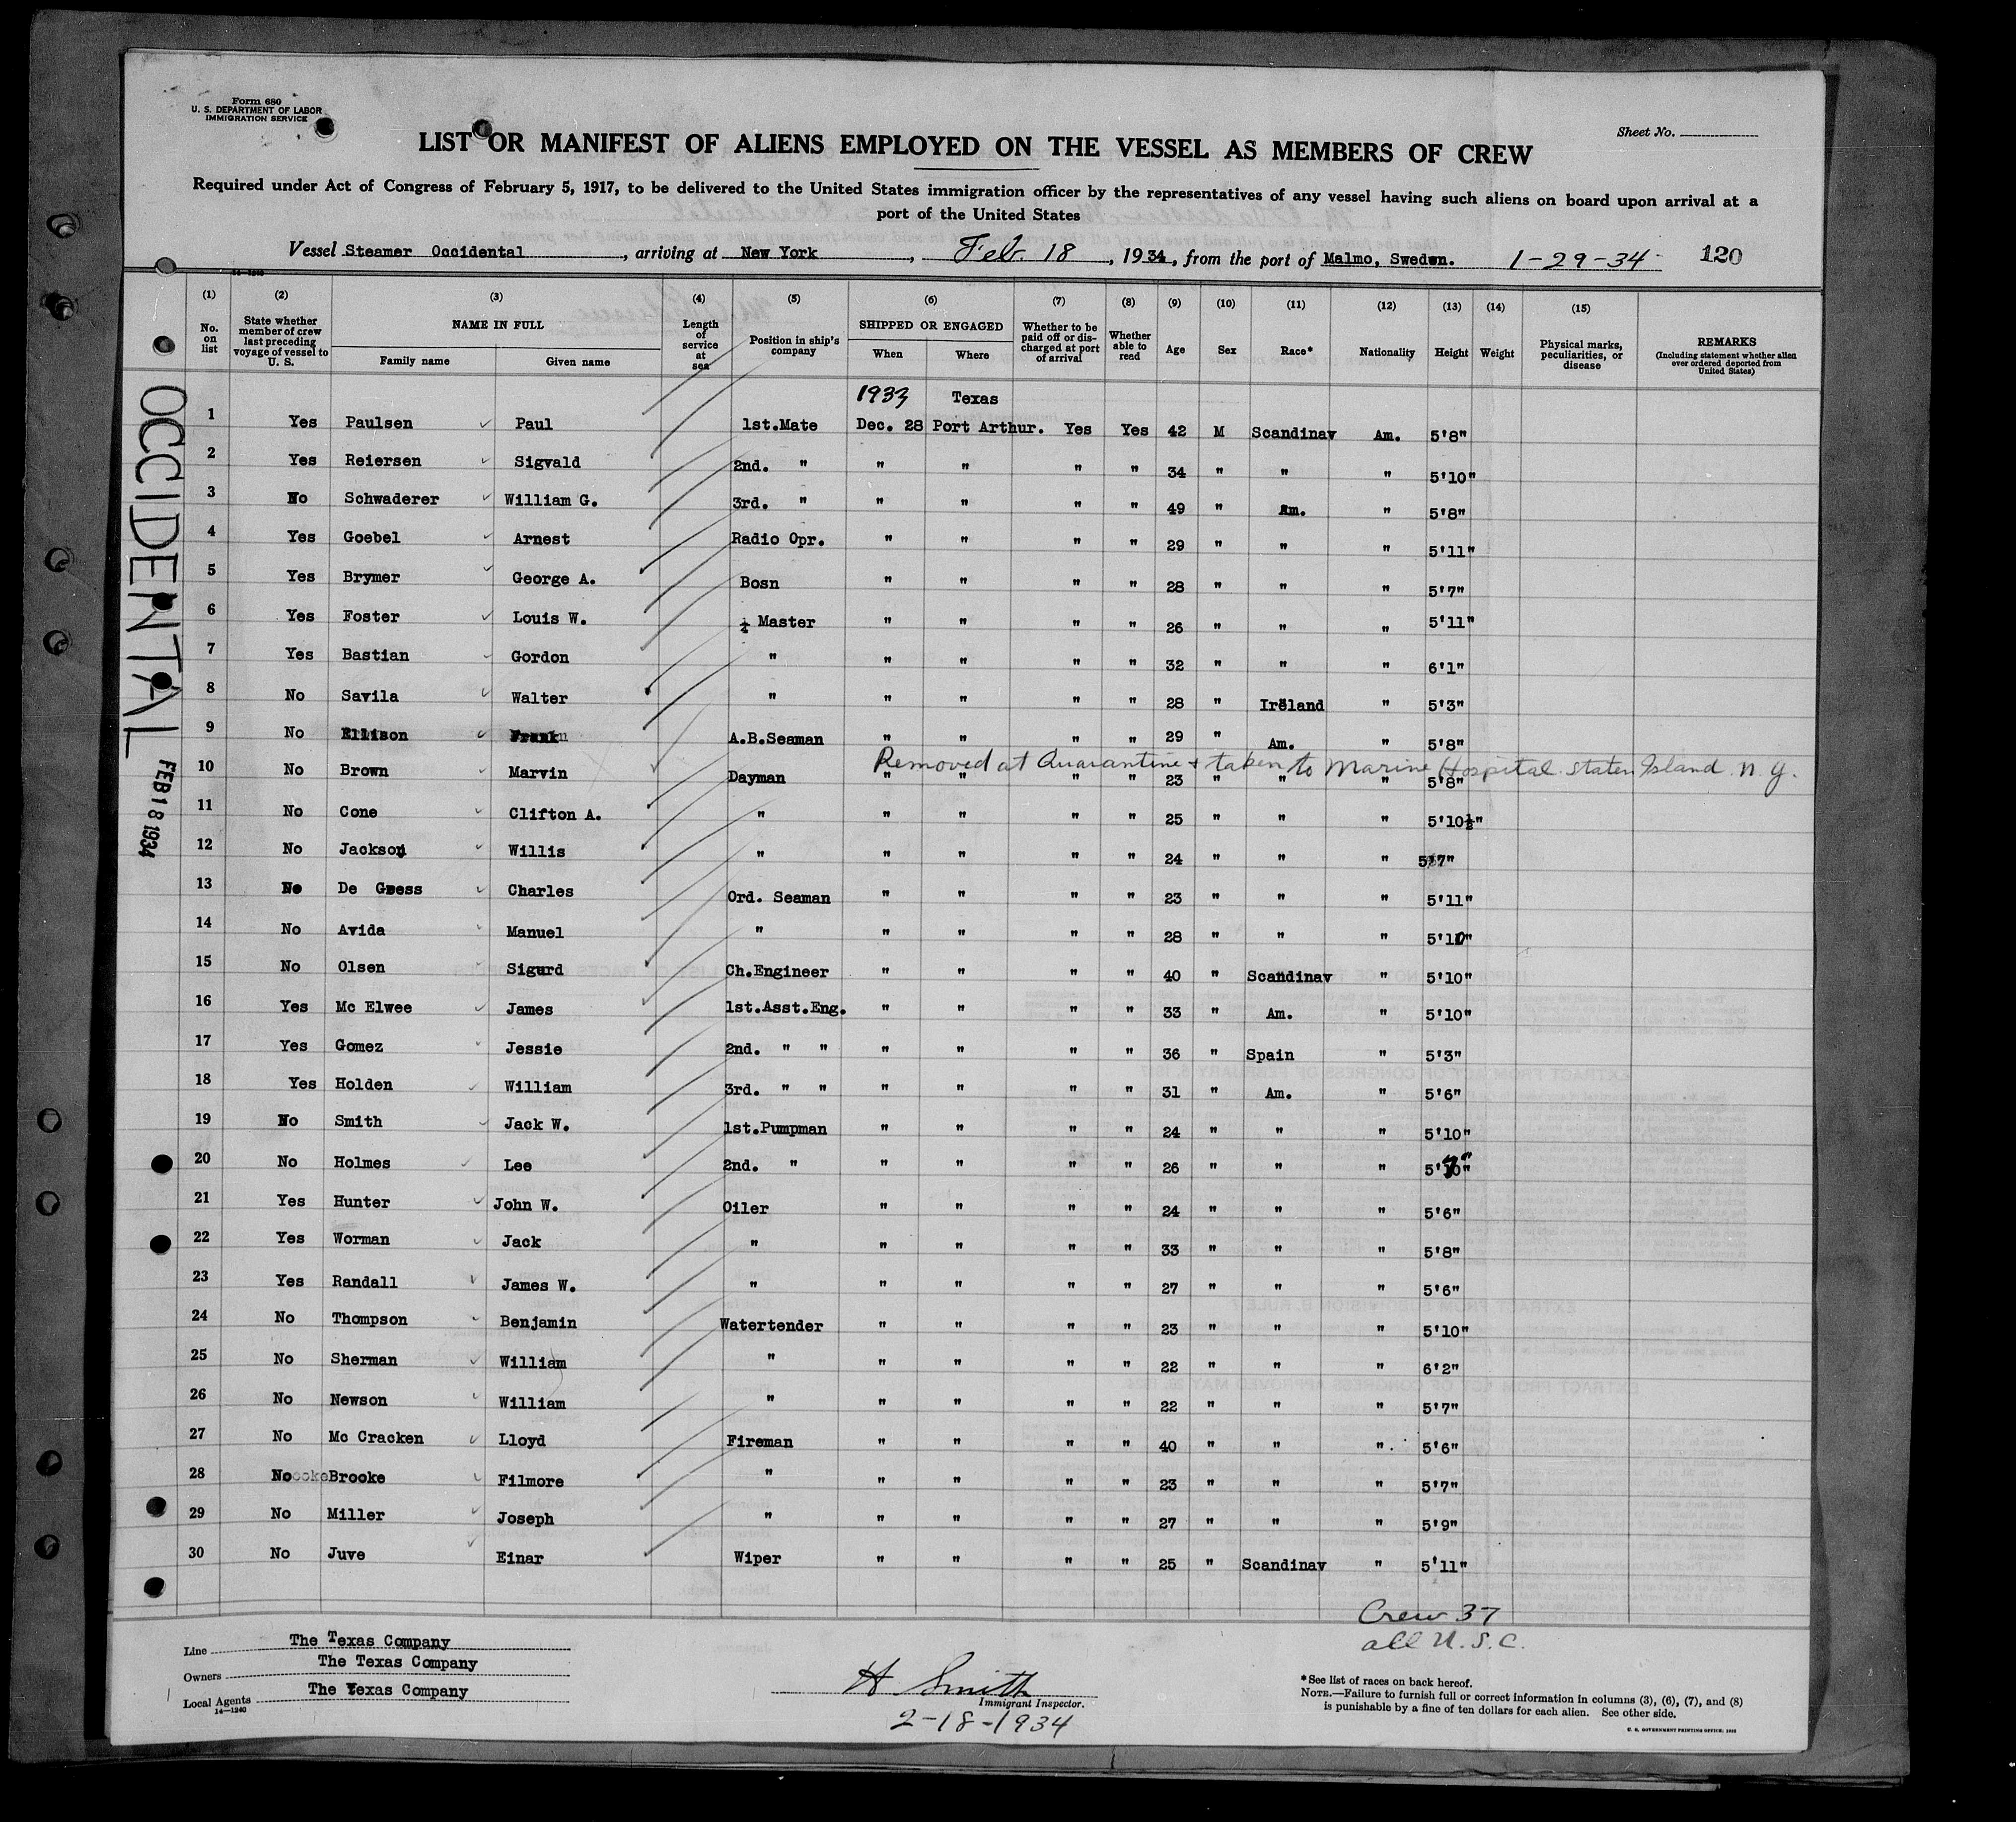 Form 680
U. S. DEPARTMENT OF LABOR
IMMIGRATION SERVICE
Sheet No.
LIST OR MANIFEST OF ALIENS EMPLOYED ON THE VESSEL AS MEMBERS OF CREW
Required under Act of Congress of February 5, 1917, to be delivered to the United States immigration officer by the representatives of any vessel having such aliens on board upon arrival at a
port of the United States
Vessel Steamer Occidental, arriving at New York, Feb. 18, 1934, from the port of Malmo, Sweden. 1-29-34 120
14-1240
(1) (2) (3) (4) (5) (6) (7) (8) (9) (10) (11) (12) (13) (14) (15)
No. on list
State whether member of crew last preceding voyage of vessel to U. S.
NAME IN FULL
Family name
Given name
Length of service at sea
Position in ship's company
SHIPPED OR ENGAGED
When
Where
Whether to be paid off or discharged at port of arrival
Whether able to read
Age
Sex
Race*
Nationality
Height
Weight
Physical marks, peculiarities, or disease
REMARKS
(Including statement whether alien ever ordered deported from United States)
OCCIDENTAL
FEB 18 1934
1933 Texas
1 Yes Paulsen Paul 1st.Mate Dec. 28 Port Arthur. Yes Yes 42 M Scandinav Am. 5'8"
2 Yes Reiersen Sigvald 2nd. " " " " " 34 " " " 5'10"
3 No Schwaderer William G. 3rd. " " " " " 49 " Am. " 5'8"
4 Yes Goebel Arnest Radio Opr. " " " " 29 " " " 5'11"
5 Yes Brymer George A. Bosn " " " " 28 " " " 5'7"
6 Yes Foster Louis W. ¼ Master " " " " 26 " " " 5'11"
7 Yes Bastian Gordon " " " " " 32 " " " 6'1"
8 No Savila Walter " " " " " 28 " Ireland " 5'3"
9 No Ellison Frank A.B.Seaman " " " " 29 " Am. " 5'8"
Removed at Quarantine & taken to Marine Hospital. Staten Island. N. Y.
10 No Brown Marvin Dayman " " " " 23 " " " 5'8"
11 No Cone Clifton A. " " " " " 25 " " " 5'10½"
12 No Jackson Willis " " " " " 24 " " " 5'7"
13 No De Gress Charles Ord. Seaman " " " " 23 " " " 5'11"
14 No Avida Manuel " " " " " 28 " " " 5'10"
15 No Olsen Sigurd Ch.Engineer " " " " 40 " Scandinav " 5'10"
16 Yes Mc Elwee James 1st.Asst.Eng. " " " " 33 " Am. " 5'10"
17 Yes Gomez Jessie 2nd. " " " " " " 36 " Spain " 5'3"
18 Yes Holden William 3rd. " " " " " " 31 " Am. " 5'6"
19 No Smith Jack W. 1st.Pumpman " " " " 24 " " " 5'10"
20 No Holmes Lee 2nd. " " " " " 26 " " " 5'7"
21 Yes Hunter John W. Oiler " " " " 24 " " " 5'6"
22 Yes Worman Jack " " " " " 33 " " " 5'8"
23 Yes Randall James W. " " " " " 27 " " " 5'6"
24 No Thompson Benjamin Watertender " " " " 23 " " " 5'10"
25 No Sherman William " " " " " 22 " " " 6'2"
26 No Newson William " " " " " 22 " " " 5'7"
27 No Mc Cracken Lloyd Fireman " " " " 40 " " " 5'6"
28 No Brooke Filmore " " " " " 23 " " " 5'7"
29 No Miller Joseph " " " " " 27 " " " 5'9"
30 No Juve Einar Wiper " " " " 25 " Scandinav " 5'11"
Crew 37
all U.S.C.
Line The Texas Company
Owners The Texas Company
Local Agents The Texas Company
14-1240
H Smith
Immigrant Inspector.
2-18-1934
*See list of races on back hereof.
NOTE.—Failure to furnish full or correct information in columns (3), (6), (7), and (8)
is punishable by a fine of ten dollars for each alien. See other side.
U. S. GOVERNMENT PRINTING OFFICE: 1932